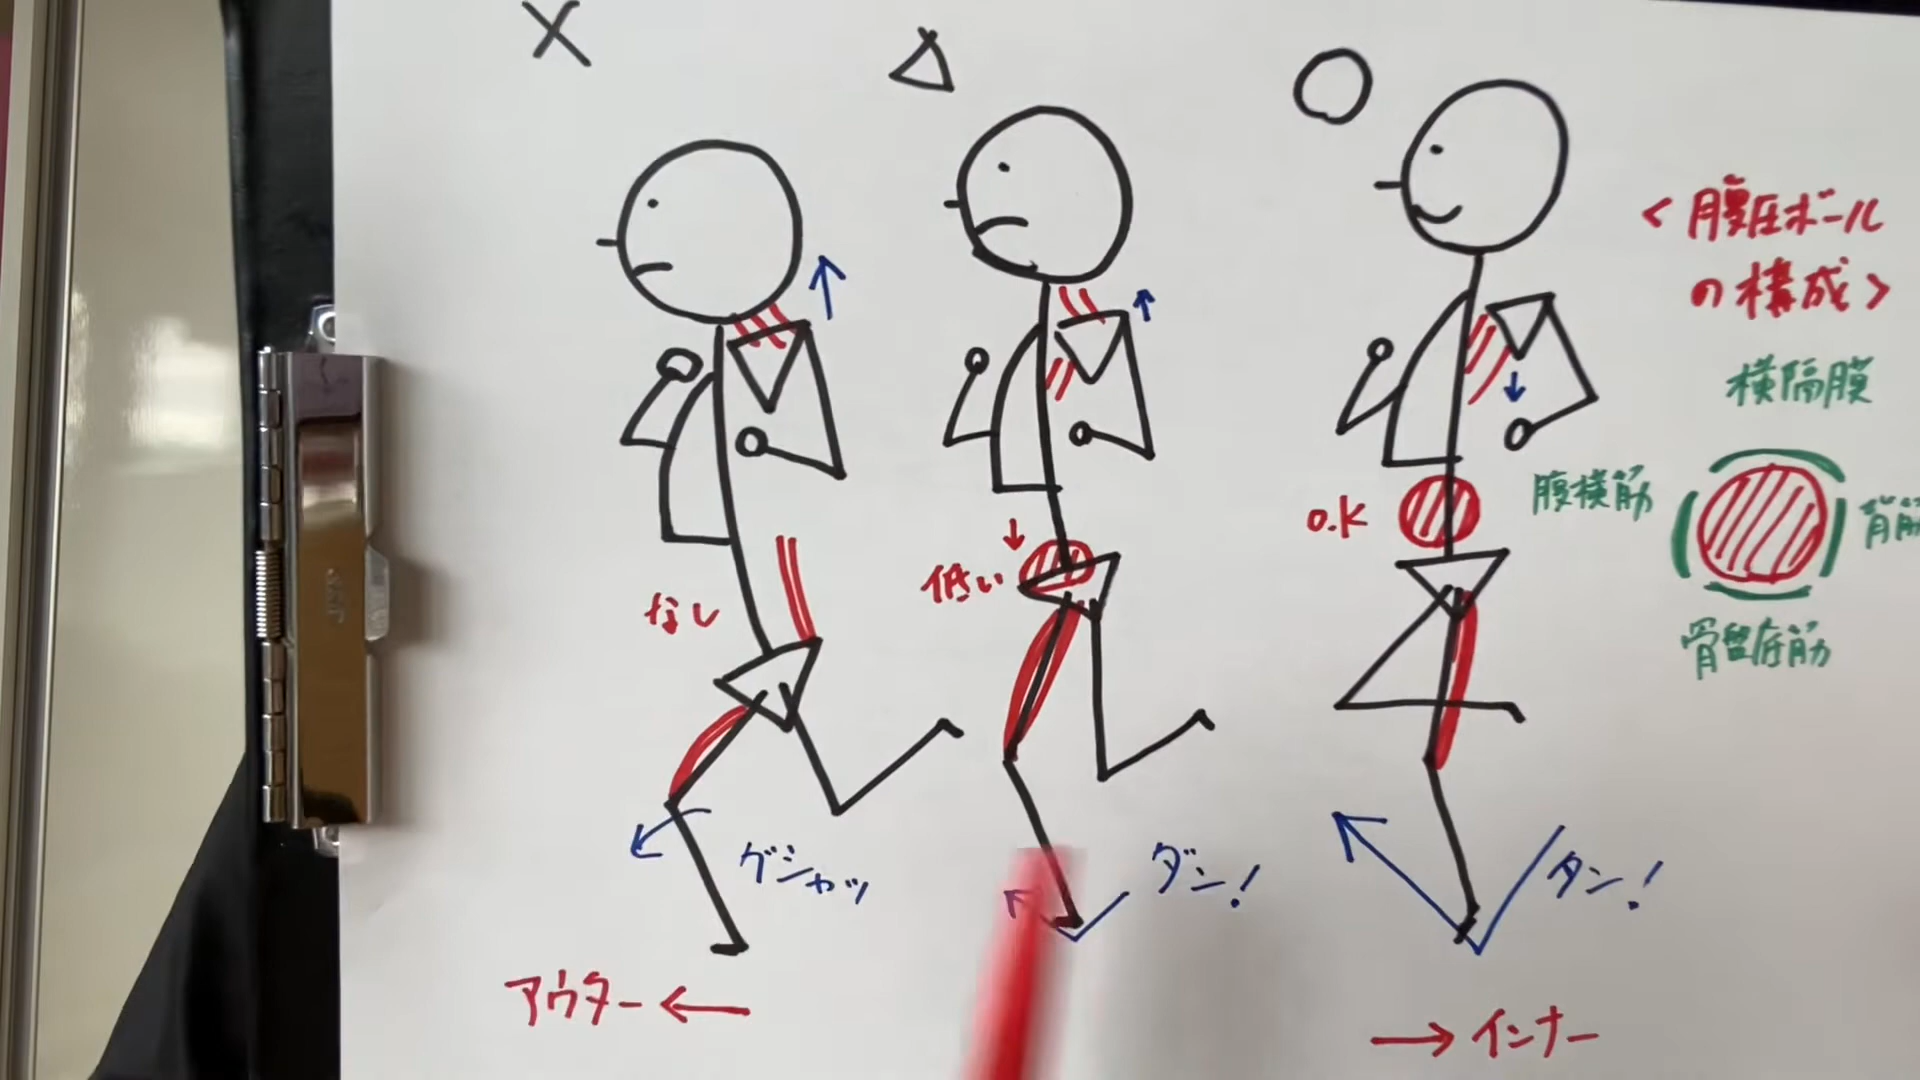 <腹圧ボール
の構成>
横隔膜
腹横筋
背筋
骨盤底筋
なし
低い
O.K
グシャッ
ダン!
タン!
アウター←
→インナー